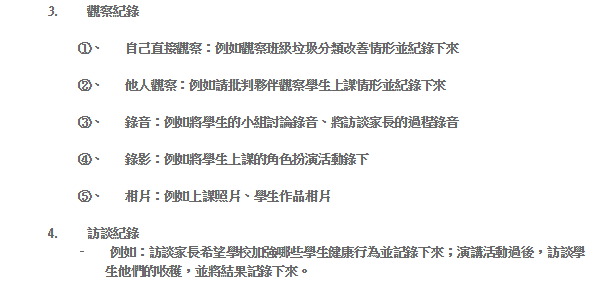 3. 觀察紀錄
①、 自己直接觀察：例如觀察班級垃圾分類改善情形並紀錄下來
②、 他人觀察：例如請批判夥伴觀察學生上課情形並紀錄下來
③、 錄音：例如將學生的小組討論錄音、將訪談家長的過程錄音
④、 錄影：例如將學生上課的角色扮演活動錄下
⑤、 相片：例如上課照片、學生作品相片
4. 訪談紀錄
- 例如：訪談家長希望學校加強哪些學生健康行為並記錄下來；演講活動過後，訪談學
生他們的收穫，並將結果記錄下來。